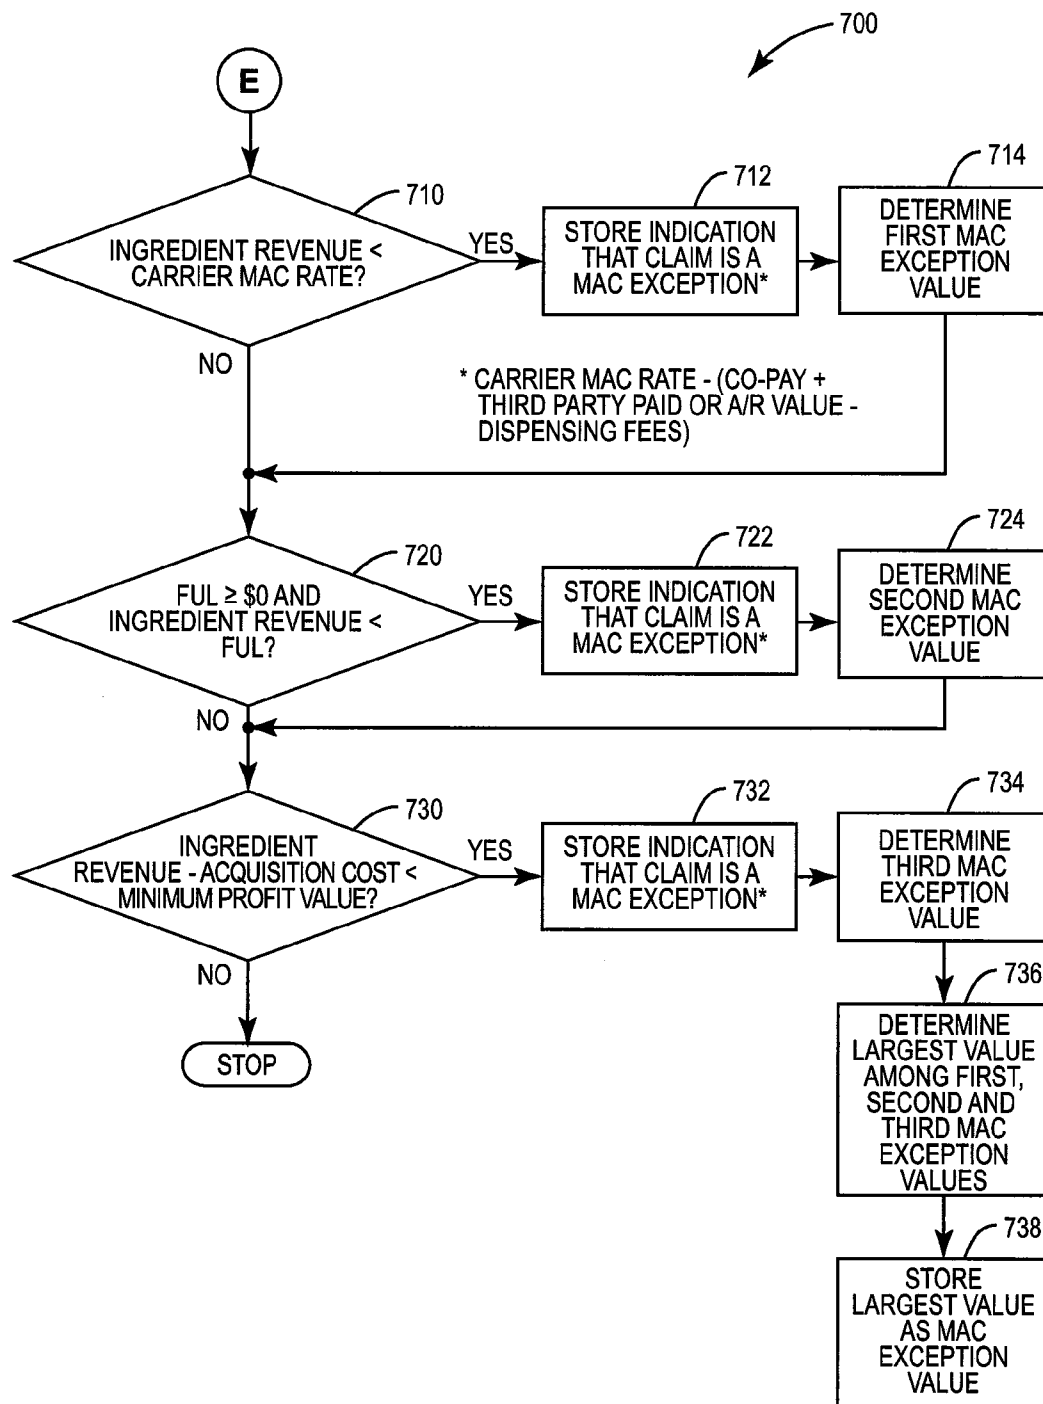 700
E
710
INGREDIENT REVENUE <
CARRIER MAC RATE?
YES
NO
712
STORE INDICATION
THAT CLAIM IS A
MAC EXCEPTION*
714
DETERMINE
FIRST MAC
EXCEPTION
VALUE
* CARRIER MAC RATE - (CO-PAY +
THIRD PARTY PAID OR A/R VALUE -
DISPENSING FEES)
720
FUL ≥ $0 AND
INGREDIENT REVENUE <
FUL?
YES
NO
722
STORE INDICATION
THAT CLAIM IS A
MAC EXCEPTION*
724
DETERMINE
SECOND MAC
EXCEPTION
VALUE
730
INGREDIENT
REVENUE - ACQUISITION COST <
MINIMUM PROFIT VALUE?
YES
NO
732
STORE INDICATION
THAT CLAIM IS A
MAC EXCEPTION*
734
DETERMINE
THIRD MAC
EXCEPTION
VALUE
STOP
736
DETERMINE
LARGEST VALUE
AMONG FIRST,
SECOND AND
THIRD MAC
EXCEPTION
VALUES
738
STORE
LARGEST VALUE
AS MAC
EXCEPTION
VALUE